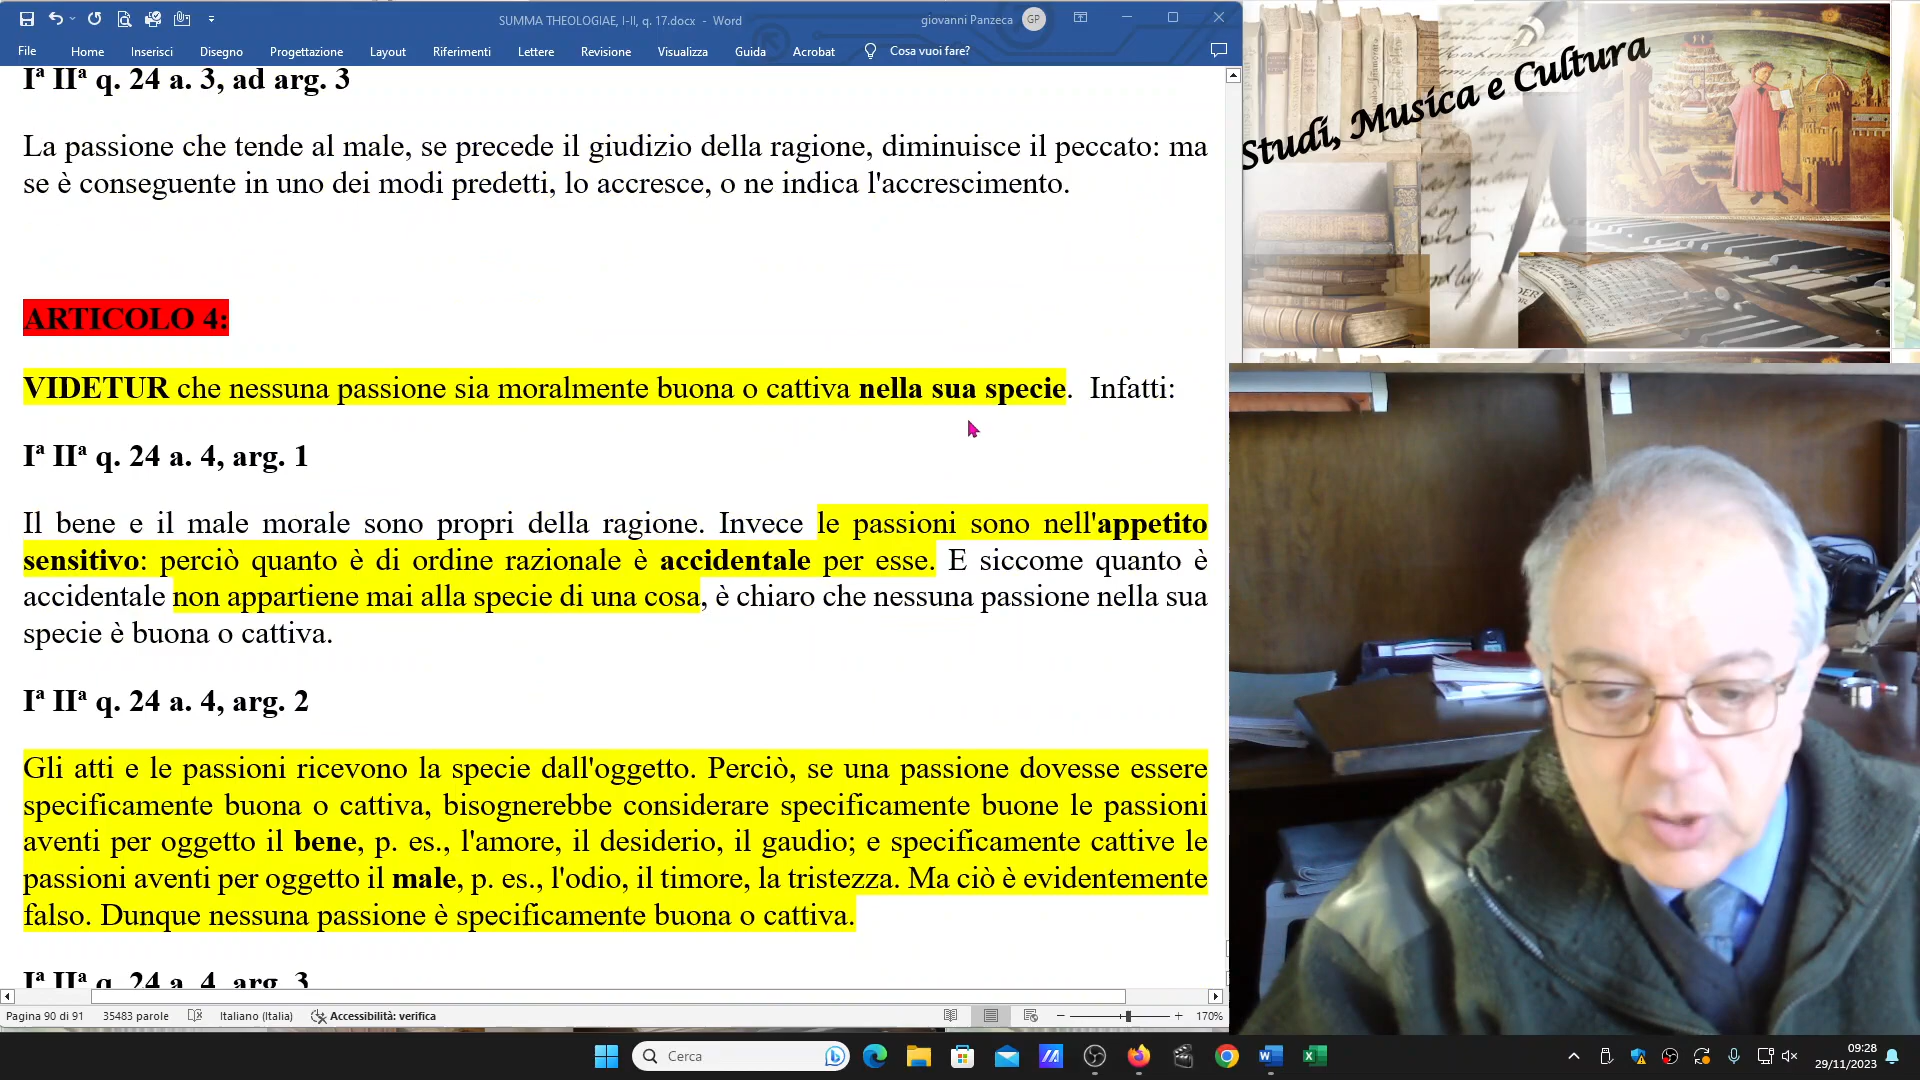 SUMMA THEOLOGIAE, I-II, q. 17.docx - Word
giovanni Panzeca
GP
File Home Inserisci Disegno Progettazione Layout Riferimenti Lettere Revisione Visualizza Guida Acrobat Cosa vuoi fare?
Iª IIª q. 24 a. 3, ad arg. 3
La passione che tende al male, se precede il giudizio della ragione, diminuisce il peccato: ma
se è conseguente in uno dei modi predetti, lo accresce, o ne indica l'accrescimento.
ARTICOLO 4:
VIDETUR che nessuna passione sia moralmente buona o cattiva nella sua specie. Infatti:
Iª IIª q. 24 a. 4, arg. 1
Il bene e il male morale sono propri della ragione. Invece le passioni sono nell'appetito
sensitivo: perciò quanto è di ordine razionale è accidentale per esse. E siccome quanto è
accidentale non appartiene mai alla specie di una cosa, è chiaro che nessuna passione nella sua
specie è buona o cattiva.
Iª IIª q. 24 a. 4, arg. 2
Gli atti e le passioni ricevono la specie dall'oggetto. Perciò, se una passione dovesse essere
specificamente buona o cattiva, bisognerebbe considerare specificamente buone le passioni
aventi per oggetto il bene, p. es., l'amore, il desiderio, il gaudio; e specificamente cattive le
passioni aventi per oggetto il male, p. es., l'odio, il timore, la tristezza. Ma ciò è evidentemente
falso. Dunque nessuna passione è specificamente buona o cattiva.
Iª IIª q. 24 a. 4, arg. 3
Pagina 90 di 91 35483 parole Italiano (Italia) Accessibilità: verifica 170%
Studi, Musica e Cultura
Cerca
09:28
29/11/2023